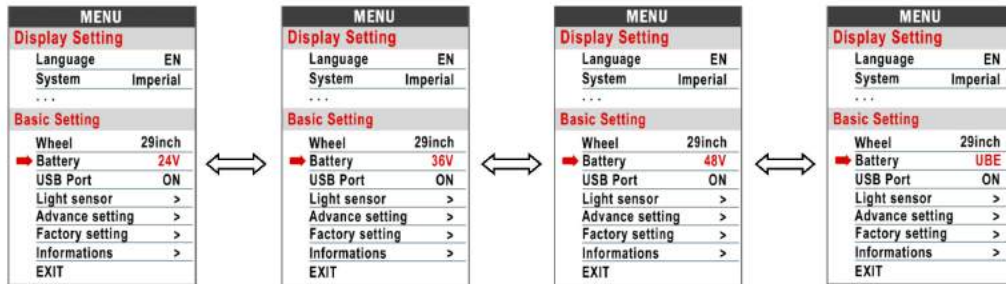 MENU
Display Setting
Language EN
System Imperial
...
Basic Setting
Wheel 29inch
Battery 24V
USB Port ON
Light sensor >
Advance setting >
Factory setting >
Informations >
EXIT
MENU
Display Setting
Language EN
System Imperial
...
Basic Setting
Wheel 29inch
Battery 36V
USB Port ON
Light sensor >
Advance setting >
Factory setting >
Informations >
EXIT
MENU
Display Setting
Language EN
System Imperial
...
Basic Setting
Wheel 29inch
Battery 48V
USB Port ON
Light sensor >
Advance setting >
Factory setting >
Informations >
EXIT
MENU
Display Setting
Language EN
System Imperial
...
Basic Setting
Wheel 29inch
Battery UBE
USB Port ON
Light sensor >
Advance setting >
Factory setting >
Informations >
EXIT